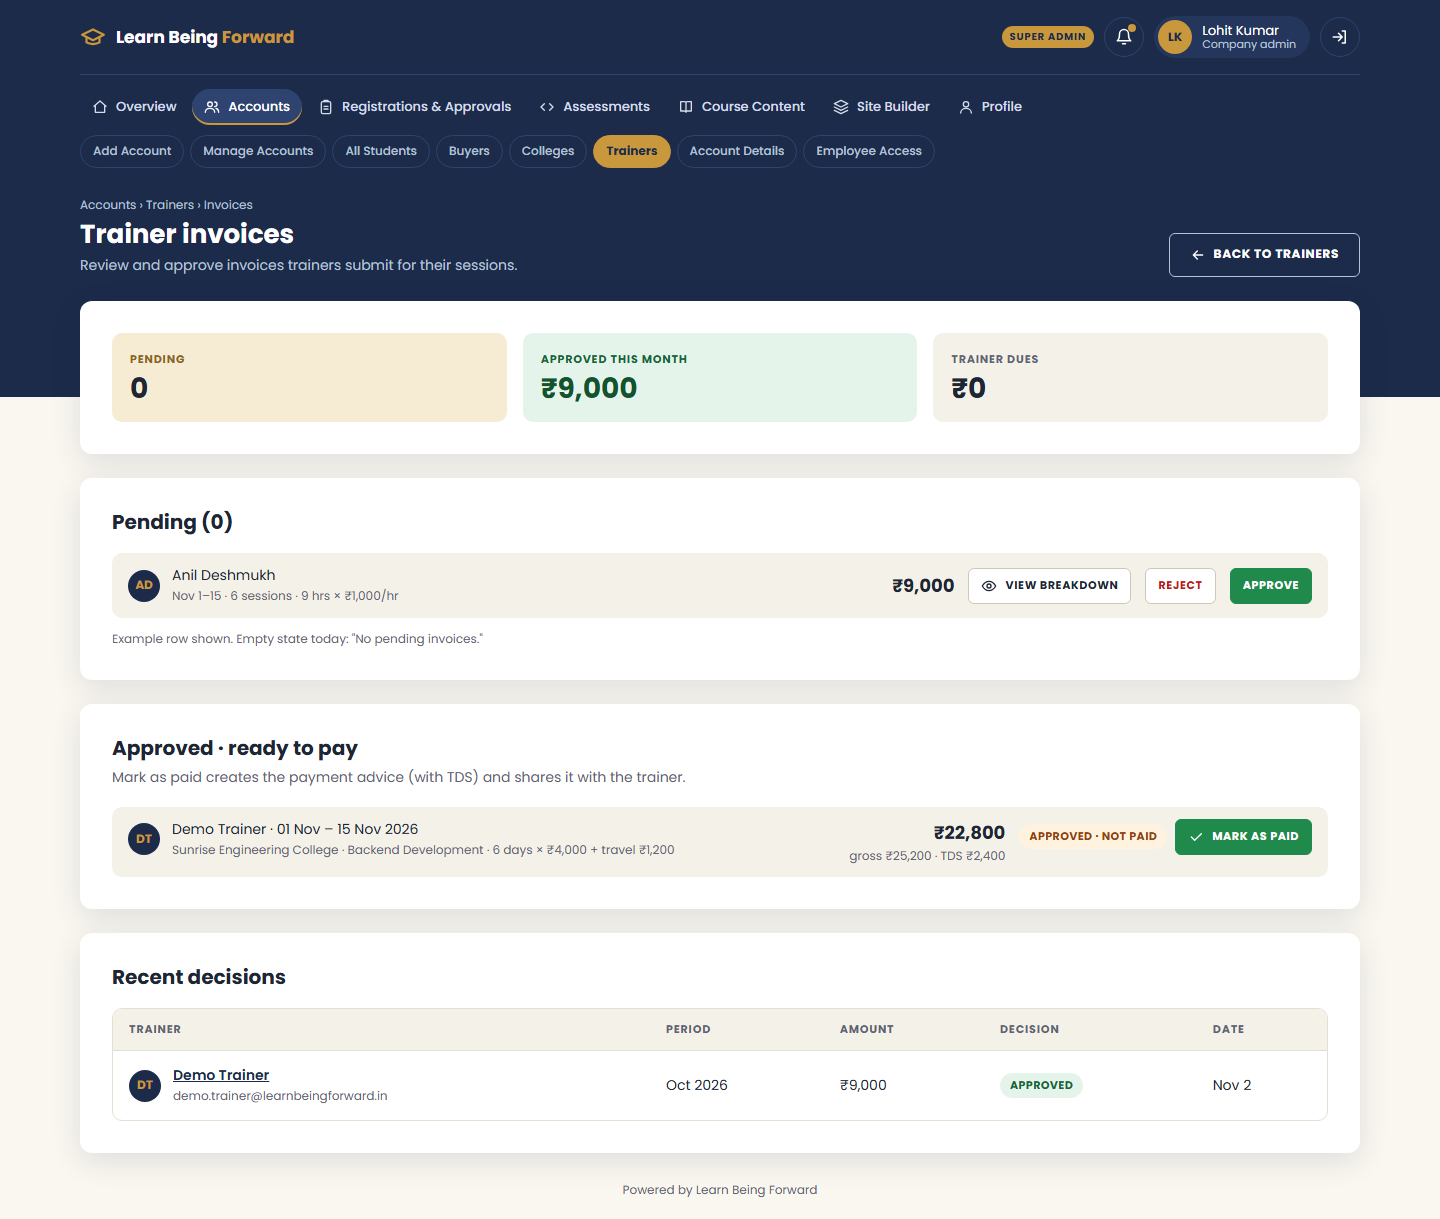 Learn Being Forward
SUPER ADMIN
LK
Lohit Kumar
Company admin
Overview
Accounts
Registrations & Approvals
Assessments
Course Content
Site Builder
Profile
Add Account
Manage Accounts
All Students
Buyers
Colleges
Trainers
Account Details
Employee Access
Accounts › Trainers › Invoices
Trainer invoices
Review and approve invoices trainers submit for their sessions.
BACK TO TRAINERS
PENDING
0
APPROVED THIS MONTH
₹9,000
TRAINER DUES
₹0
Pending (0)
AD
Anil Deshmukh
Nov 1–15 · 6 sessions · 9 hrs × ₹1,000/hr
₹9,000
VIEW BREAKDOWN
REJECT
APPROVE
Example row shown. Empty state today: "No pending invoices."
Approved · ready to pay
Mark as paid creates the payment advice (with TDS) and shares it with the trainer.
DT
Demo Trainer · 01 Nov – 15 Nov 2026
Sunrise Engineering College · Backend Development · 6 days × ₹4,000 + travel ₹1,200
₹22,800
gross ₹25,200 · TDS ₹2,400
APPROVED · NOT PAID
MARK AS PAID
Recent decisions
TRAINER PERIOD AMOUNT DECISION DATE
DT
Demo Trainer
demo.trainer@learnbeingforward.in
Oct 2026
₹9,000
APPROVED
Nov 2
Powered by Learn Being Forward